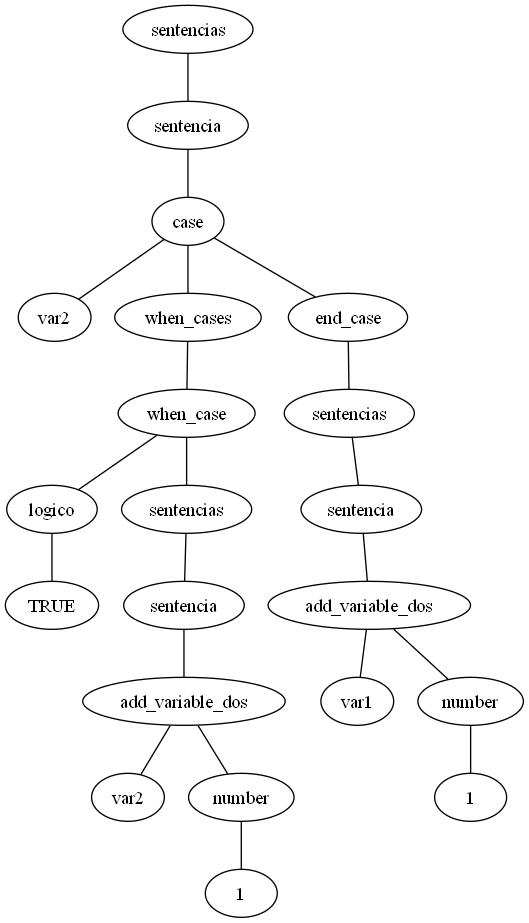 sentencias
sentencia
case
var2 when_cases end_case
when_case sentencias
logico sentencias sentencia
TRUE sentencia add_variable_dos
add_variable_dos var1 number
var2 number 1
1